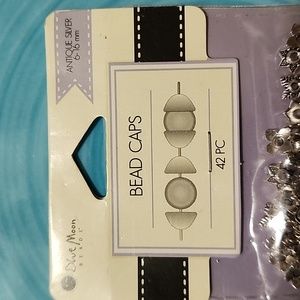 ANTIQUE SILVER
6-16 mm
BEAD CAPS
42 PC
Blue Moon
BEADS